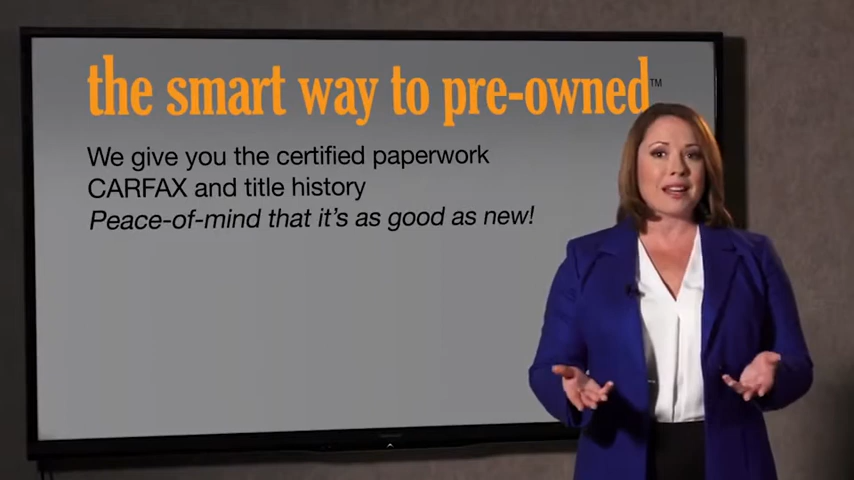 the smart way to pre-owned™
We give you the certified paperwork
CARFAX and title history
Peace-of-mind that it's as good as new!